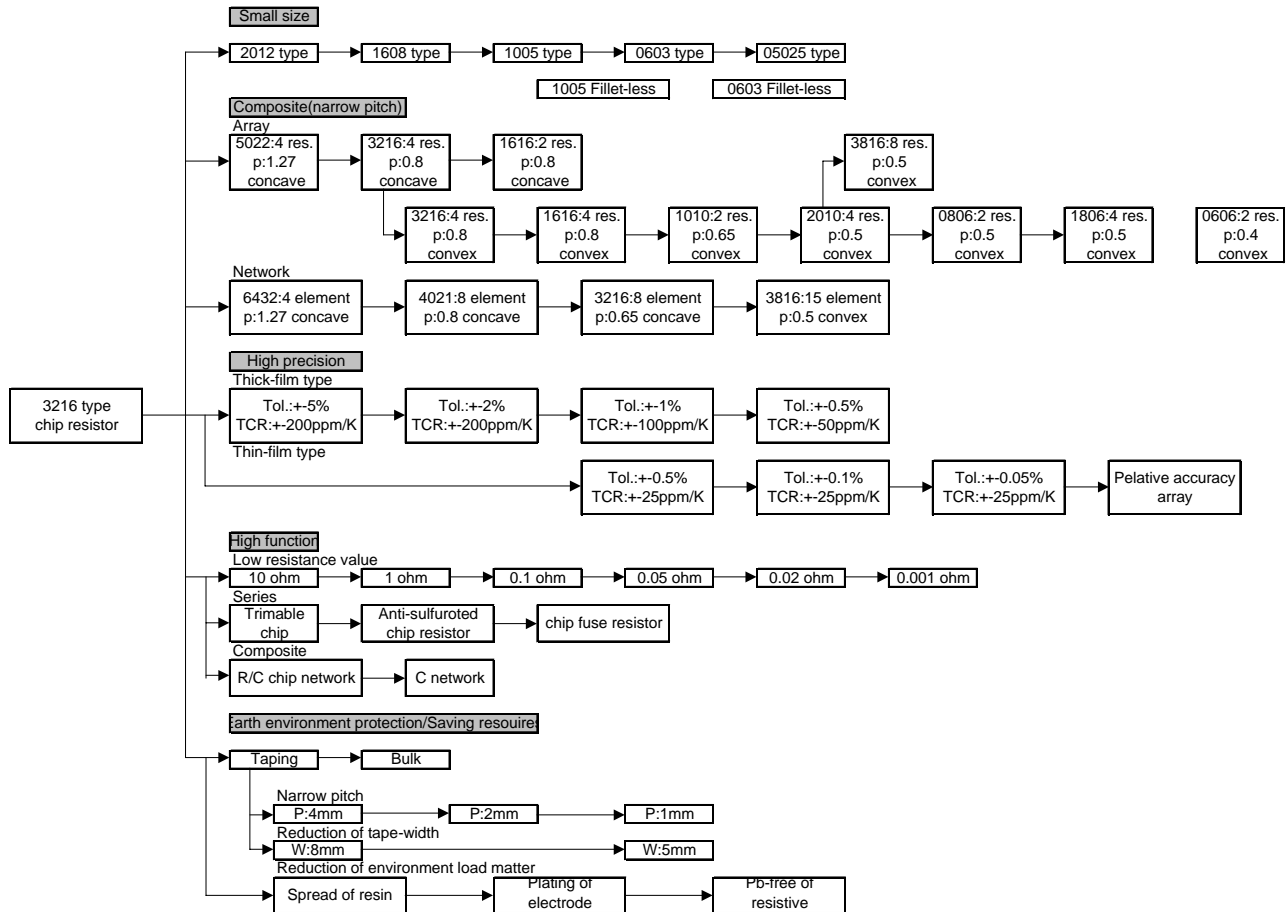 Small size
2012 type
1608 type
1005 type
0603 type
05025 type
1005 Fillet-less
0603 Fillet-less
Composite(narrow pitch)
Array
5022:4 res.
p:1.27
concave
3216:4 res.
p:0.8
concave
1616:2 res.
p:0.8
concave
3816:8 res.
p:0.5
convex
3216:4 res.
p:0.8
convex
1616:4 res.
p:0.8
convex
1010:2 res.
p:0.65
convex
2010:4 res.
p:0.5
convex
0806:2 res.
p:0.5
convex
1806:4 res.
p:0.5
convex
0606:2 res.
p:0.4
convex
Network
6432:4 element
p:1.27 concave
4021:8 element
p:0.8 concave
3216:8 element
p:0.65 concave
3816:15 element
p:0.5 convex
High precision
Thick-film type
3216 type
chip resistor
Tol.:+-5%
TCR:+-200ppm/K
Tol.:+-2%
TCR:+-200ppm/K
Tol.:+-1%
TCR:+-100ppm/K
Tol.:+-0.5%
TCR:+-50ppm/K
Thin-film type
Tol.:+-0.5%
TCR:+-25ppm/K
Tol.:+-0.1%
TCR:+-25ppm/K
Tol.:+-0.05%
TCR:+-25ppm/K
Pelative accuracy
array
High function
Low resistance value
10 ohm
1 ohm
0.1 ohm
0.05 ohm
0.02 ohm
0.001 ohm
Series
Trimable
chip
Anti-sulfuroted
chip resistor
chip fuse resistor
Composite
R/C chip network
C network
Earth environment protection/Saving resouires
Taping
Bulk
Narrow pitch
P:4mm
P:2mm
P:1mm
Reduction of tape-width
W:8mm
W:5mm
Reduction of environment load matter
Spread of resin
Plating of
electrode
Pb-free of
resistive